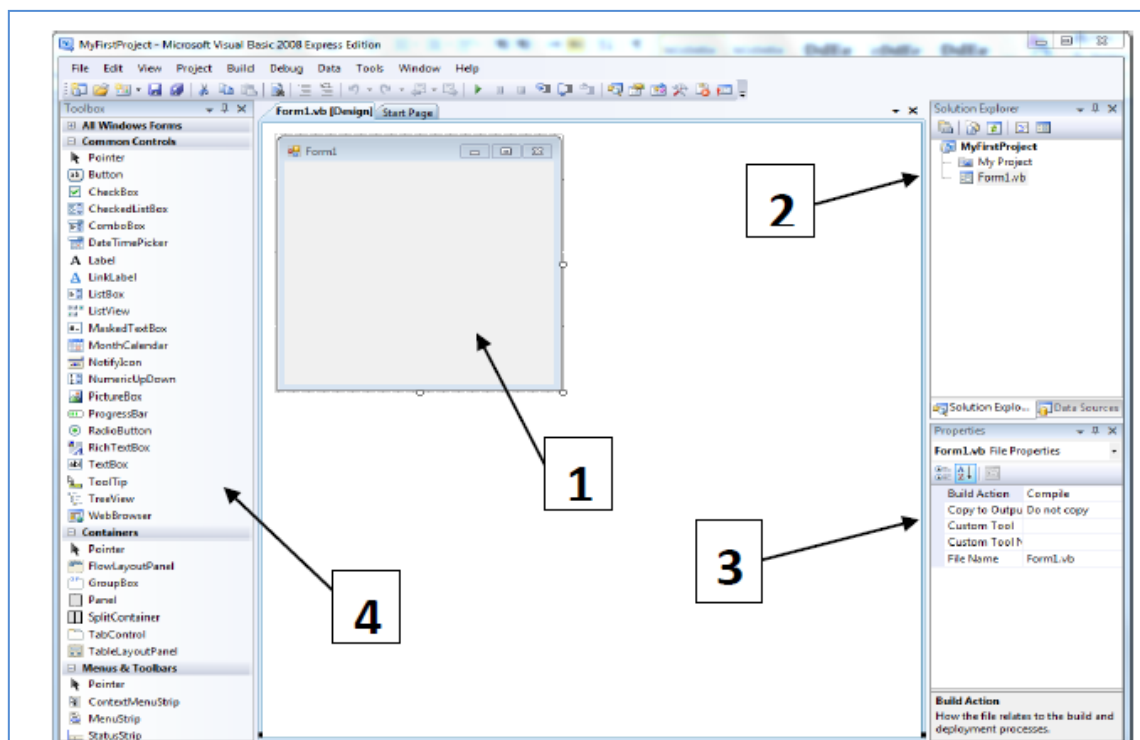 MyFirstProject - Microsoft Visual Basic 2008 Express Edition
File Edit View Project Build Debug Data Tools Window Help
Toolbox
All Windows Forms
Common Controls
Pointer
Button
CheckBox
CheckedListBox
ComboBox
DateTimePicker
A Label
A LinkLabel
ListBox
ListView
MaskedTextBox
MonthCalendar
NotifyIcon
NumericUpDown
PictureBox
ProgressBar
RadioButton
RichTextBox
TextBox
ToolTip
TreeView
WebBrowser
Containers
Pointer
FlowLayoutPanel
GroupBox
Panel
SplitContainer
TabControl
TableLayoutPanel
Menus & Toolbars
Pointer
ContextMenuStrip
MenuStrip
StatusStrip
Form1.vb [Design] Start Page
Form1
1
2
3
4
Solution Explorer
MyFirstProject
My Project
Form1.vb
Solution Explo... Data Sources
Properties
Form1.vb File Properties
Build Action Compile
Copy to Outpu Do not copy
Custom Tool
Custom Tool N
File Name Form1.vb
Build Action
How the file relates to the build and
deployment processes.